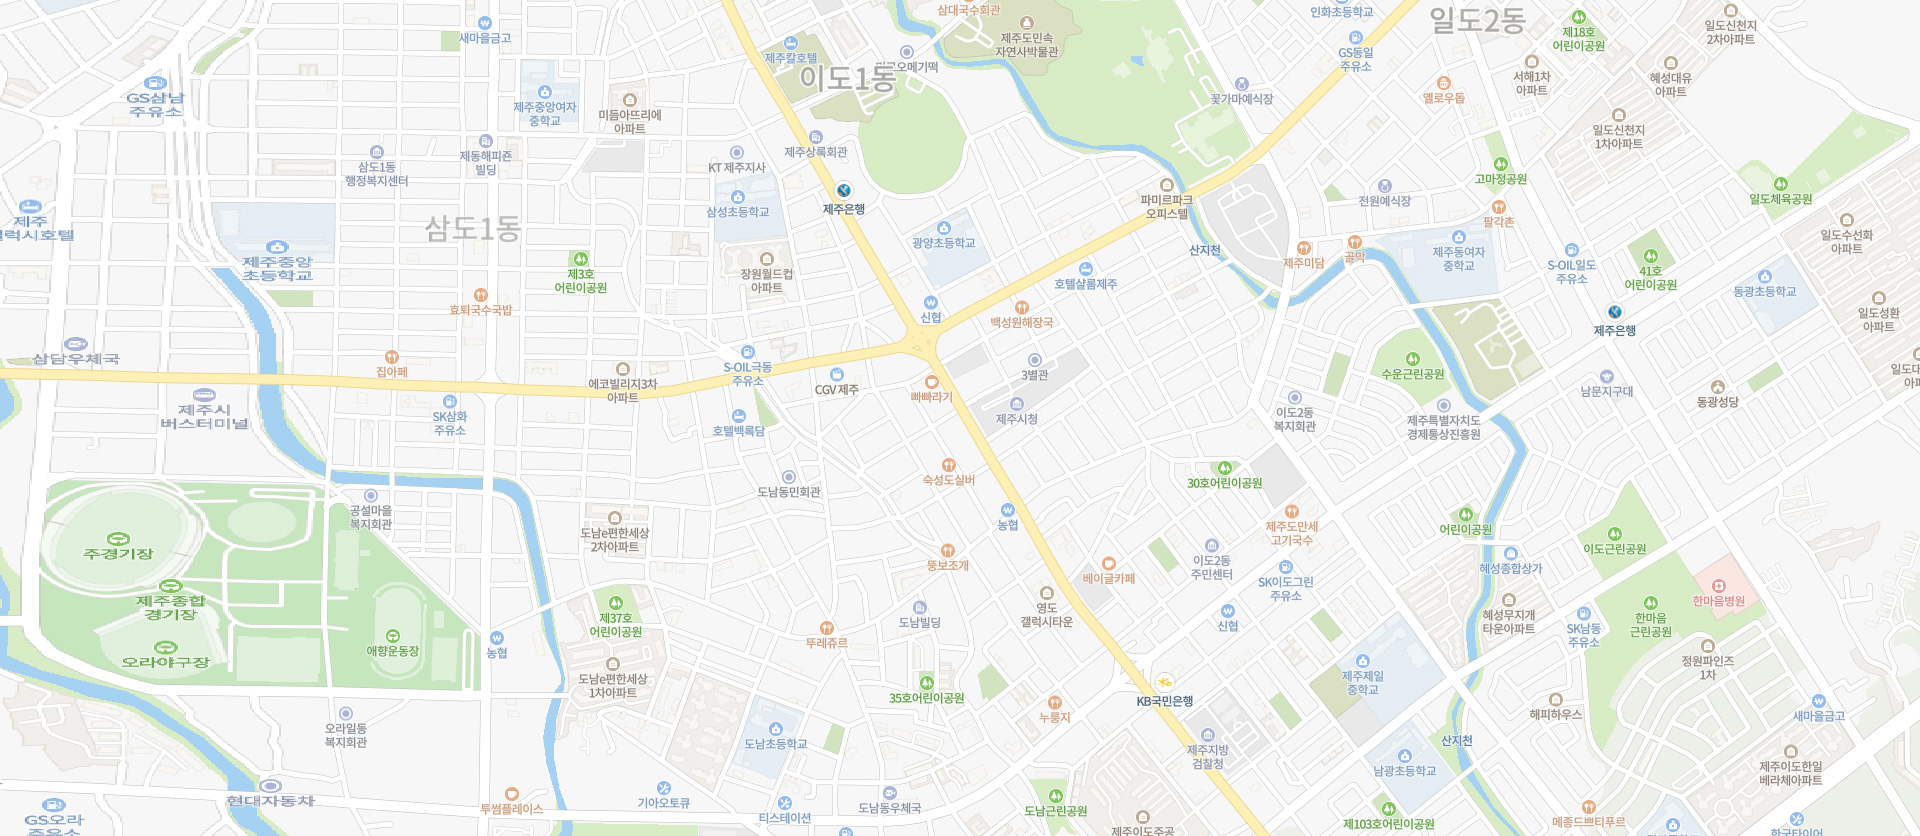 삼대국수회관
인화초등학교
일도2동
제18호
어린이공원
일도신천지
2차아파트
새마을금고
제주칼호텔
이도1동
제주도민속
자연사박물관
GS동일
주유소
서해1차
아파트
혜성대유
아파트
GS삼남
주유소
제주중앙여자
중학교
미듬아뜨리에
아파트
꽃가마예식장
옐로우돕
일도신천지
1차아파트
삼도1동
행정복지센터
제동해피죤
빌딩
KT 제주지사
제주상록회관
고마정공원
삼성초등학교
제주은행
파미르파크
오피스텔
전원예식장
팔각촌
일도체육공원
제주
삼도1동
광양초등학교
산지천
제주동여자
중학교
일도수선화
아파트
제주중앙
초등학교
제3호
어린이공원
장원월드컵
아파트
호텔샬롬제주
제주미담
골막
S-OIL일도
주유소
41호
어린이공원
동광초등학교
효퇴국수국밥
신협
백성원해장국
제주은행
일도성환
아파트
삼담우체국
집아페
에코빌리지3차
아파트
S-OIL극동
주유소
CGV 제주
빠빠라기
3별관
수운근린공원
남문지구대
동광성당
제주시
버스터미널
SK삼화
주유소
호텔백록담
제주시청
이도2동
복지회관
제주특별자치도
경제통상진흥원
숙성도실버
도남동민회관
30호어린이공원
공설마을
복지회관
농협
제주도만세
고기국수
어린이공원
주경기장
도남e편한세상
2차아파트
뚱보조개
베이글카페
이도2동
주민센터
SK이도그린
주유소
혜성종합상가
이도근린공원
제주종합
경기장
제37호
어린이공원
도남빌딩
영도
갤럭시타운
신협
혜성무지개
타운아파트
SK남동
주유소
한마음
근린공원
한마음병원
오라야구장
애향운동장
농협
뚜레쥬르
도남e편한세상
1차아파트
35호어린이공원
KB국민은행
제주제일
중학교
정원파인즈
1차
오라일동
복지회관
도남초등학교
누룽지
제주지방
검찰청
산지천
해피하우스
새마을금고
남광초등학교
제주이도한일
베라체아파트
현대자동차
투썸플레이스
기아오토큐
티스테이션
도남동우체국
도남근린공원
제103호어린이공원
메종드쁘티푸르
GS오라
주유소
제주이도주공
한국타이어